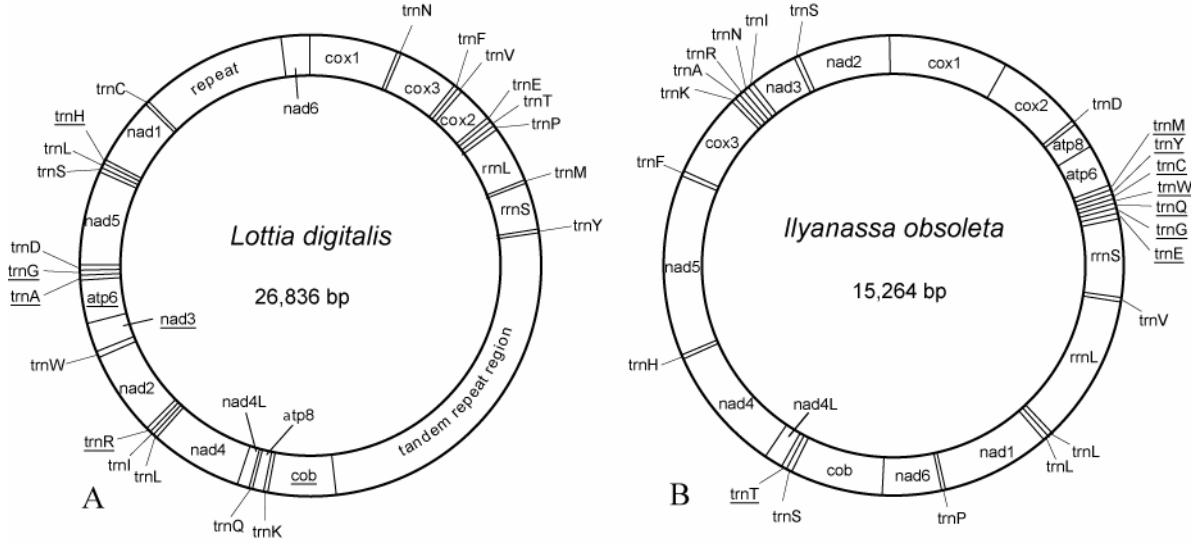 trnN
trnF
trnV
trnE
trnT
trnP
trnM
trnY
cox1
cox3
cox2
rrnL
rrnS
tandem repeat region
cob
atp8
nad4L
trnK
trnQ
nad4
trnL
trnI
trnR
nad2
trnW
nad3
atp6
trnA
trnG
trnD
nad5
trnS
trnL
trnH
nad1
trnC
repeat
nad6
Lottia digitalis
26,836 bp
A
trnS
trnI
trnN
trnR
trnA
trnK
nad3
nad2
cox1
cox2
trnD
atp8
atp6
trnM
trnY
trnC
trnW
trnQ
trnG
trnE
rrnS
trnV
rrnL
trnL
trnL
nad1
trnP
nad6
cob
trnS
trnT
nad4L
nad4
trnH
nad5
trnF
cox3
Ilyanassa obsoleta
15,264 bp
B